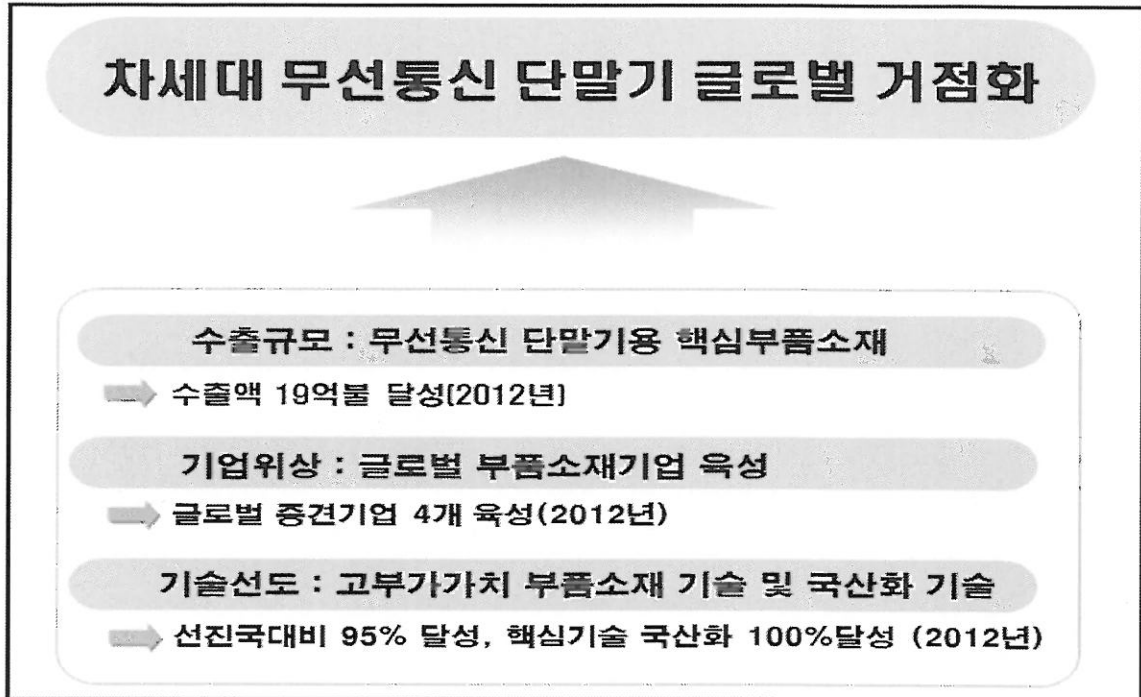 차세대 무선통신 단말기 글로벌 거점화
수출규모 : 무선통신 단말기용 핵심부품소재
수출액 19억불 달성(2012년)
기업위상 : 글로벌 부품소재기업 육성
글로벌 중견기업 4개 육성(2012년)
기술선도 : 고부가가치 부품소재 기술 및 국산화 기술
선진국대비 95% 달성, 핵심기술 국산화 100%달성 (2012년)